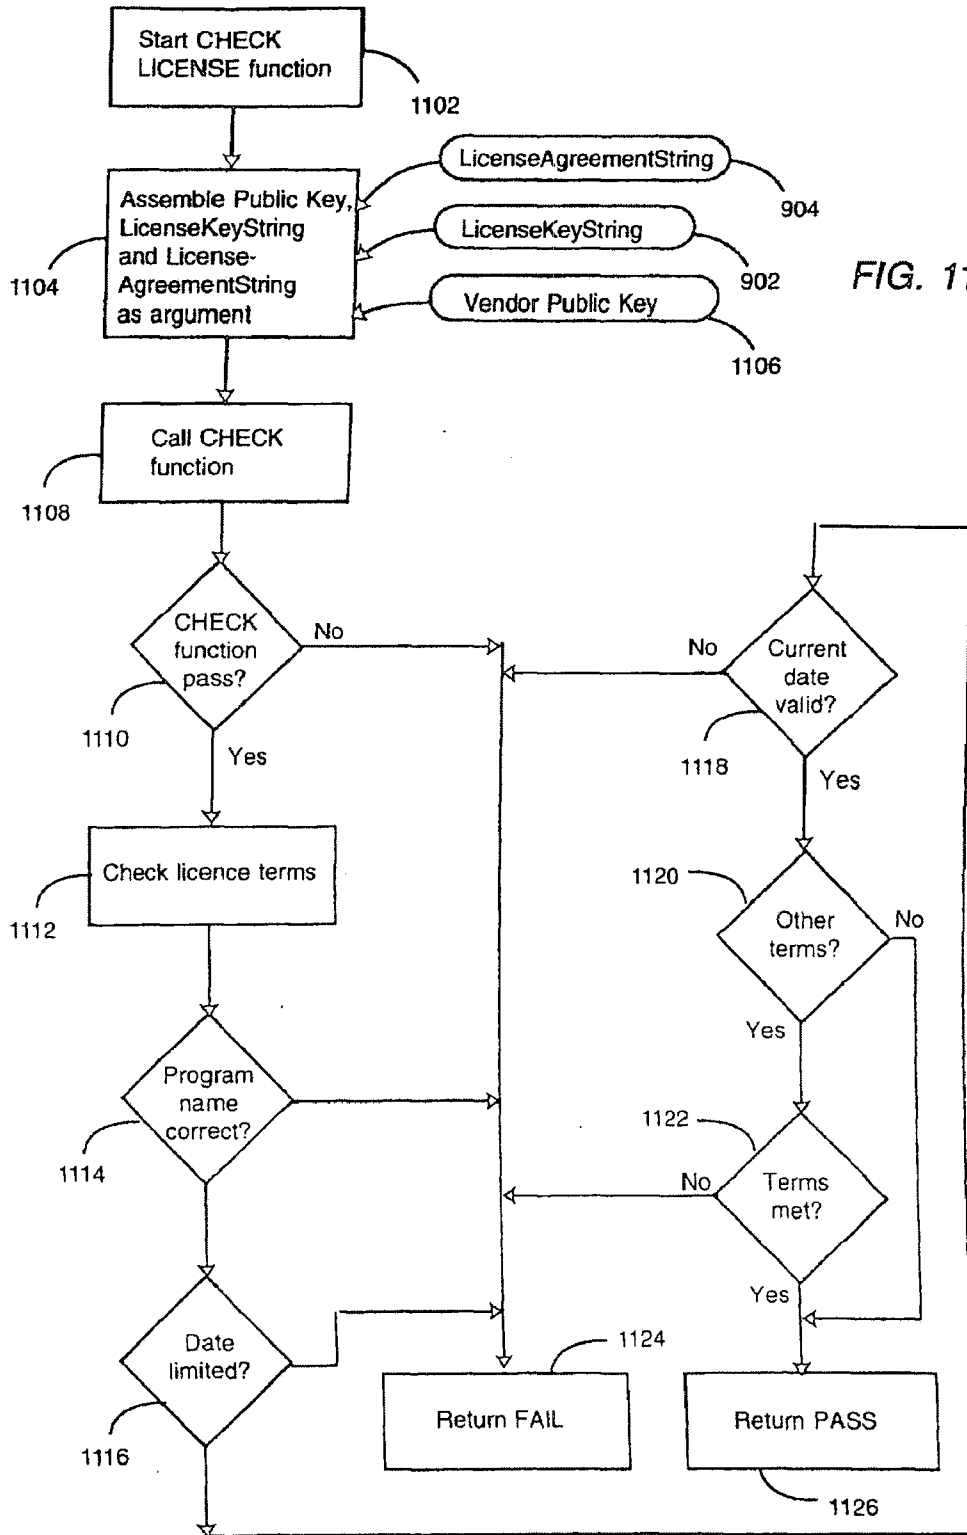 Start CHECK
LICENSE function
1102
LicenseAgreementString
904
Assemble Public Key,
LicenseKeyString
and License-
AgreementString
as argument
1104
LicenseKeyString
902
Vendor Public Key
1106
FIG. 11
Call CHECK
function
1108
CHECK
function
pass?
No
1110
Yes
Check licence terms
1112
Program
name
correct?
1114
Date
limited?
1116
Current
date
valid?
No
1118
Yes
1120
Other
terms?
No
Yes
1122
Terms
met?
No
Yes
1124
Return FAIL
Return PASS
1126